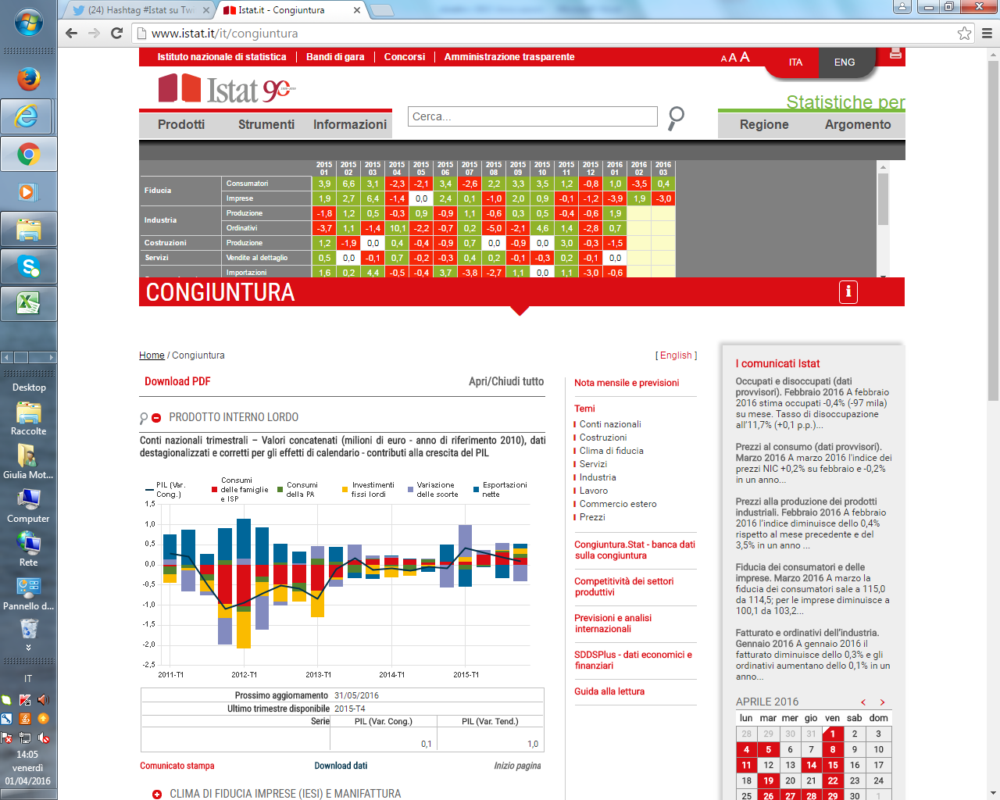 (24) Hashtag #Istat su Twi
Istat.it - Congiuntura
www.istat.it/it/congiuntura
Istituto nazionale di statistica | Bandi di gara | Concorsi | Amministrazione trasparente
A A A
ITA
ENG
Istat 90
Statistiche per
Prodotti Strumenti Informazioni
Cerca...
Regione Argomento
2015 01 2015 02 2015 03 2015 04 2015 05 2015 06 2015 07 2015 08 2015 09 2015 10 2015 11 2015 12 2016 01 2016 02 2016 03
Fiducia Consumatori 3,9 6,6 3,1 -2,3 -2,1 3,4 -2,6 2,2 3,3 3,5 1,2 -0,8 1,0 -3,5 0,4
Imprese 1,9 2,7 6,4 -1,4 0,0 2,4 0,1 -1,0 2,0 0,9 -0,1 -1,2 -3,9 1,9 -3,0
Industria Produzione -1,8 1,2 0,5 -0,3 0,9 -0,9 1,1 -0,6 0,3 0,5 -0,4 -0,6 1,9
Ordinativi -3,7 1,1 -1,4 10,1 -2,2 -0,7 0,2 -5,0 -2,1 4,6 1,4 -2,8 0,7
Costruzioni Produzione 1,2 -1,9 0,0 0,4 -0,4 -0,9 0,7 0,0 -0,9 0,0 3,0 -0,3 -1,5
Servizi Vendite al dettaglio 0,5 0,0 -0,1 0,7 -0,2 -0,3 0,4 0,2 -0,1 -0,3 0,2 -0,1 0,0
Importazioni 1,6 0,2 4,4 -0,5 -0,4 3,7 -3,8 -2,7 1,1 0,0 1,1 -3,0 -0,6
CONGIUNTURA
i
Home / Congiuntura
[ English ]
Download PDF
Apri/Chiudi tutto
PRODOTTO INTERNO LORDO
Conti nazionali trimestrali – Valori concatenati (milioni di euro - anno di riferimento 2010), dati
destagionalizzati e corretti per gli effetti di calendario - contributi alla crescita del PIL
PIL (Var. Cong.)
Consumi delle famiglie e ISP
Consumi della PA
Investimenti fissi lordi
Variazione delle scorte
Esportazioni nette
1,5
1,0
0,5
0,0
-0,5
-1,0
-1,5
-2,0
-2,5
2011-T1 2012-T1 2013-T1 2014-T1 2015-T1
Prossimo aggiornamento 31/05/2016
Ultimo trimestre disponibile 2015-T4
Serie PIL (Var. Cong.) PIL (Var. Tend.)
0,1 1,0
Comunicato stampa Download dati Inizio pagina
CLIMA DI FIDUCIA IMPRESE (IESI) E MANIFATTURA
Nota mensile e previsioni
Temi
Conti nazionali
Costruzioni
Clima di fiducia
Servizi
Industria
Lavoro
Commercio estero
Prezzi
Congiuntura.Stat - banca dati
sulla congiuntura
Competitività dei settori
produttivi
Previsioni e analisi
internazionali
SDDSPlus - dati economici e
finanziari
Guida alla lettura
I comunicati Istat
Occupati e disoccupati (dati
provvisori). Febbraio 2016 A febbraio
2016 stima occupati -0,4% (-97 mila)
su mese. Tasso di disoccupazione
all'11,7% (+0,1 p.p.)...
Prezzi al consumo (dati provvisori).
Marzo 2016 A marzo 2016 l'indice dei
prezzi NIC +0,2% su febbraio e -0,2%
in un anno...
Prezzi alla produzione dei prodotti
industriali. Febbraio 2016 A febbraio
2016 l'indice diminuisce dello 0,4%
rispetto al mese precedente e del
3,5% in un anno ...
Fiducia dei consumatori e delle
imprese. Marzo 2016 A marzo la
fiducia dei consumatori sale a 115,0
da 114,5; per le imprese diminuisce a
100,1 da 103,2...
Fatturato e ordinativi dell'industria.
Gennaio 2016 A gennaio 2016 il
fatturato diminuisce dello 0,3% e gli
ordinativi aumentano dello 0,1% in un
anno...
APRILE 2016 < >
lun mar mer gio ven sab dom
28 29 30 31 1 2 3
4 5 6 7 8 9 10
11 12 13 14 15 16 17
18 19 20 21 22 23 24
25 26 27 28 29 30 1
Desktop
Raccolte
Giulia Mot...
Computer
Rete
Pannello d...
IT
14:05
venerdì
01/04/2016